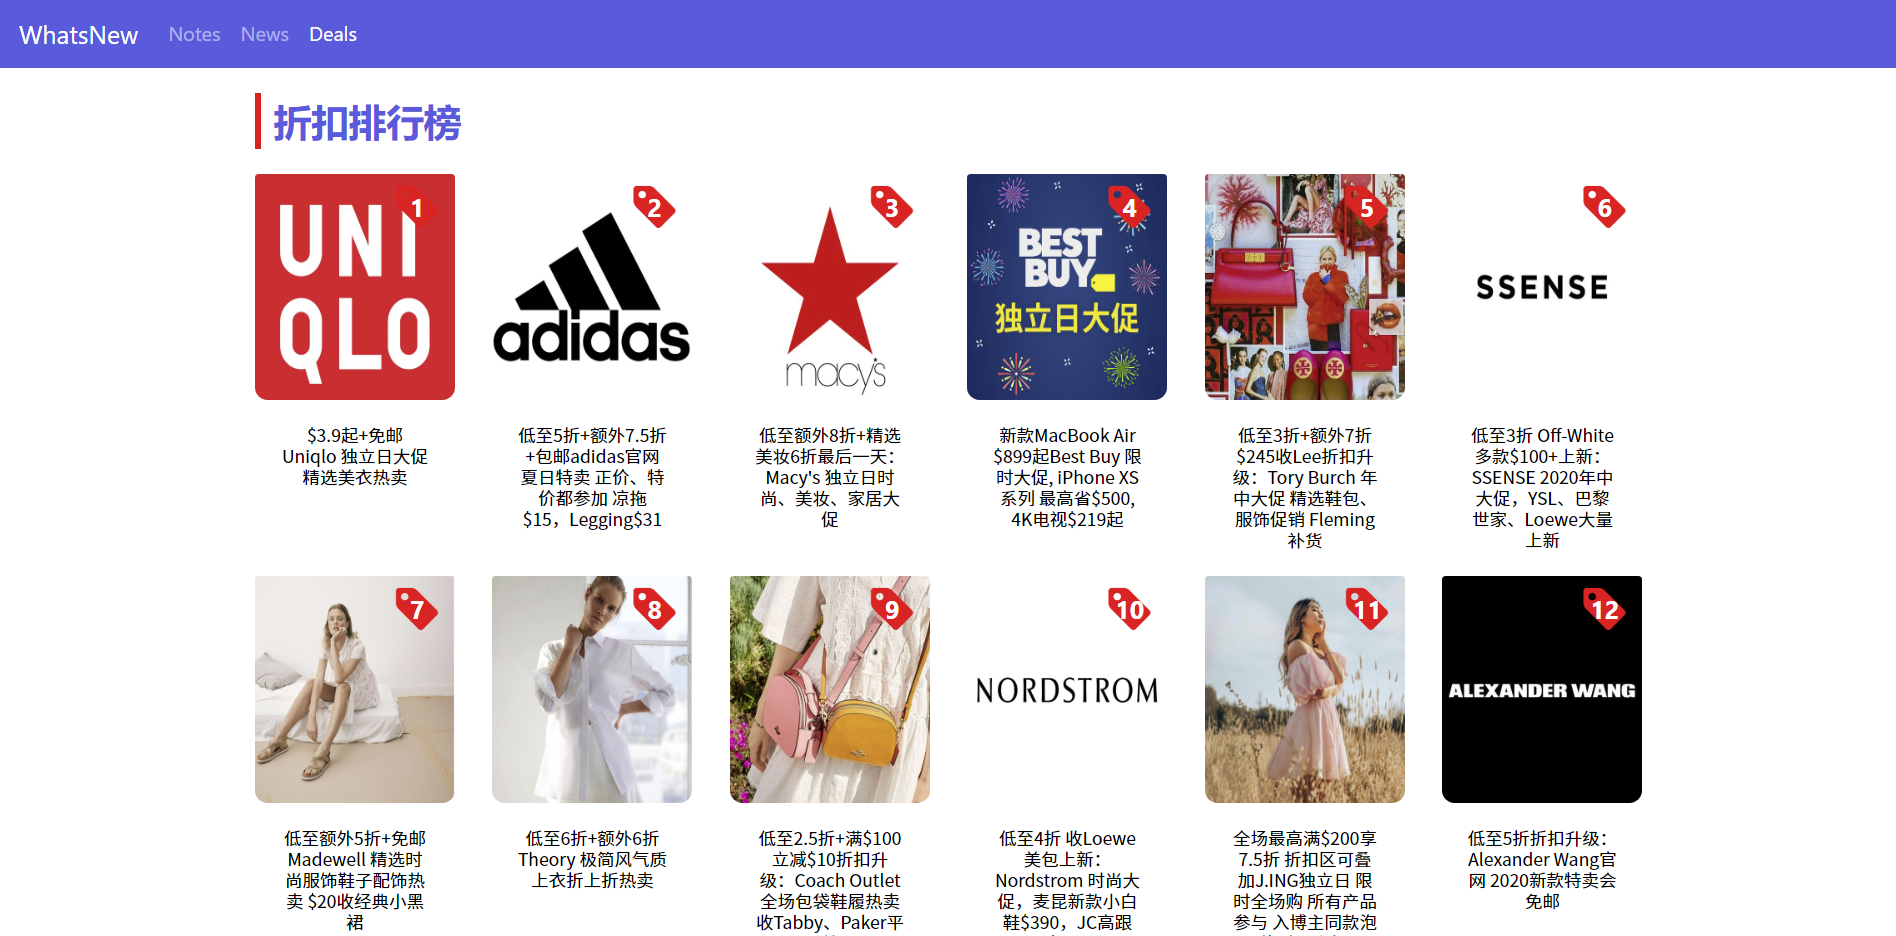 WhatsNew Notes News Deals
折扣排行榜
UNI
QLO
1
adidas
2
macy's
3
BEST
BUY
独立日大促
4
5
SSENSE
6
$3.9起+免邮
Uniqlo 独立日大促
精选美衣热卖
低至5折+额外7.5折
+包邮adidas官网
夏日特卖 正价、特
价都参加 凉拖
$15，Legging$31
低至额外8折+精选
美妆6折最后一天：
Macy's 独立日时
尚、美妆、家居大
促
新款MacBook Air
$899起Best Buy 限
时大促, iPhone XS
系列 最高省$500,
4K电视$219起
低至3折+额外7折
$245收Lee折扣升
级：Tory Burch 年
中大促 精选鞋包、
服饰促销 Fleming
补货
低至3折 Off-White
多款$100+上新：
SSENSE 2020年中
大促，YSL、巴黎
世家、Loewe大量
上新
7
8
9
NORDSTROM
10
11
ALEXANDER WANG
12
低至额外5折+免邮
Madewell 精选时
尚服饰鞋子配饰热
卖 $20收经典小黑
裙
低至6折+额外6折
Theory 极简风气质
上衣折上折热卖
低至2.5折+满$100
立减$10折扣升
级：Coach Outlet
全场包袋鞋履热卖
收Tabby、Paker平
低至4折 收Loewe
美包上新：
Nordstrom 时尚大
促，麦昆新款小白
鞋$390，JC高跟
全场最高满$200享
7.5折 折扣区可叠
加J.ING独立日 限
时全场购 所有产品
参与 入博主同款泡
低至5折折扣升级：
Alexander Wang官
网 2020新款特卖会
免邮